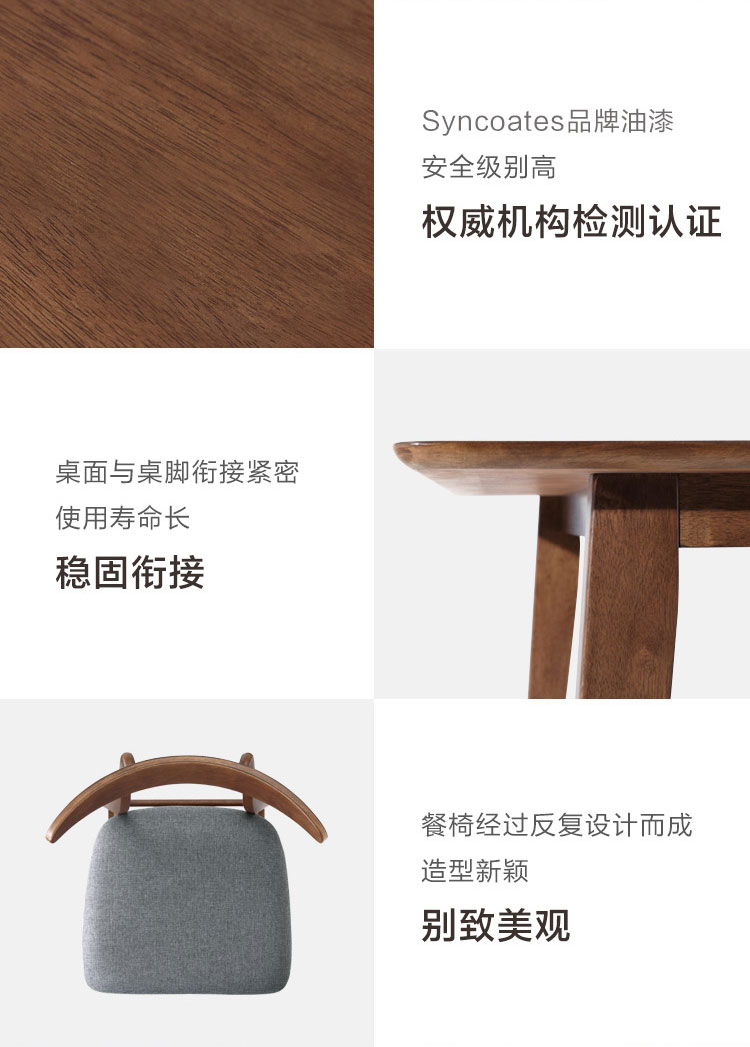 Syncoates品牌油漆
安全级别高
权威机构检测认证
桌面与桌脚衔接紧密
使用寿命长
稳固衔接
餐椅经过反复设计而成
造型新颖
别致美观